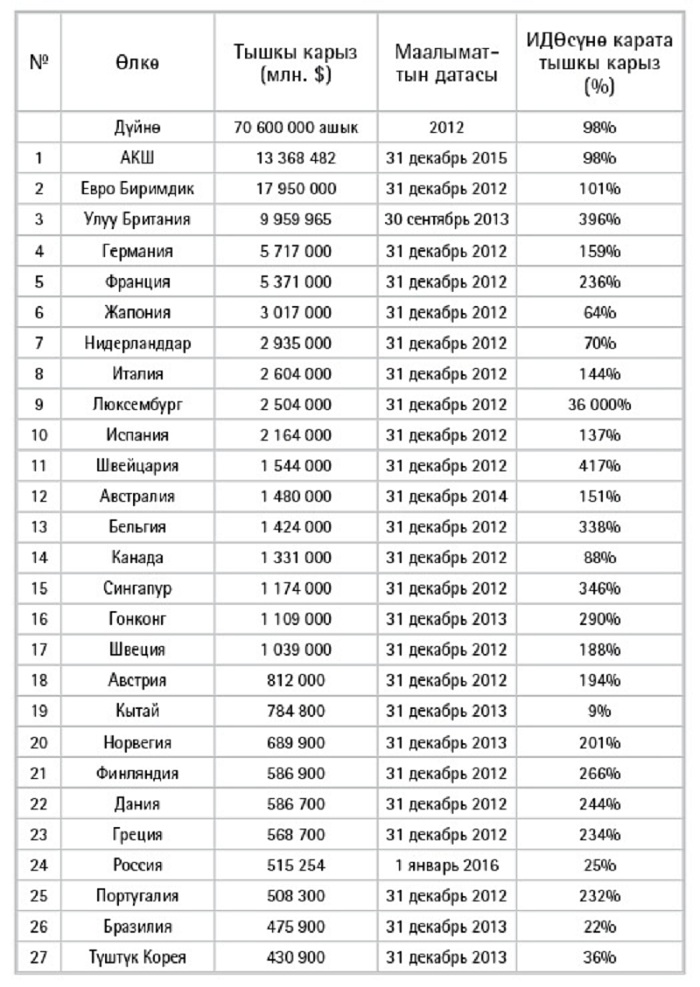 № Өлкө Тышкы карыз (млн. $) Маалымат-тын датасы ИДӨсүнө карата тышкы карыз (%)
Дүйнө 70 600 000 ашык 2012 98%
1 АКШ 13 368 482 31 декабрь 2015 98%
2 Евро Биримдик 17 950 000 31 декабрь 2012 101%
3 Улуу Британия 9 959 965 30 сентябрь 2013 396%
4 Германия 5 717 000 31 декабрь 2012 159%
5 Франция 5 371 000 31 декабрь 2012 236%
6 Жапония 3 017 000 31 декабрь 2012 64%
7 Нидерланддар 2 935 000 31 декабрь 2012 70%
8 Италия 2 604 000 31 декабрь 2012 144%
9 Люксембург 2 504 000 31 декабрь 2012 36 000%
10 Испания 2 164 000 31 декабрь 2012 137%
11 Швейцария 1 544 000 31 декабрь 2012 417%
12 Австралия 1 480 000 31 декабрь 2014 151%
13 Бельгия 1 424 000 31 декабрь 2012 338%
14 Канада 1 331 000 31 декабрь 2012 88%
15 Сингапур 1 174 000 31 декабрь 2012 346%
16 Гонконг 1 109 000 31 декабрь 2013 290%
17 Швеция 1 039 000 31 декабрь 2012 188%
18 Австрия 812 000 31 декабрь 2012 194%
19 Кытай 784 800 31 декабрь 2013 9%
20 Норвегия 689 900 31 декабрь 2013 201%
21 Финляндия 586 900 31 декабрь 2012 266%
22 Дания 586 700 31 декабрь 2012 244%
23 Греция 568 700 31 декабрь 2012 234%
24 Россия 515 254 1 январь 2016 25%
25 Португалия 508 300 31 декабрь 2012 232%
26 Бразилия 475 900 31 декабрь 2013 22%
27 Түштүк Корея 430 900 31 декабрь 2013 36%